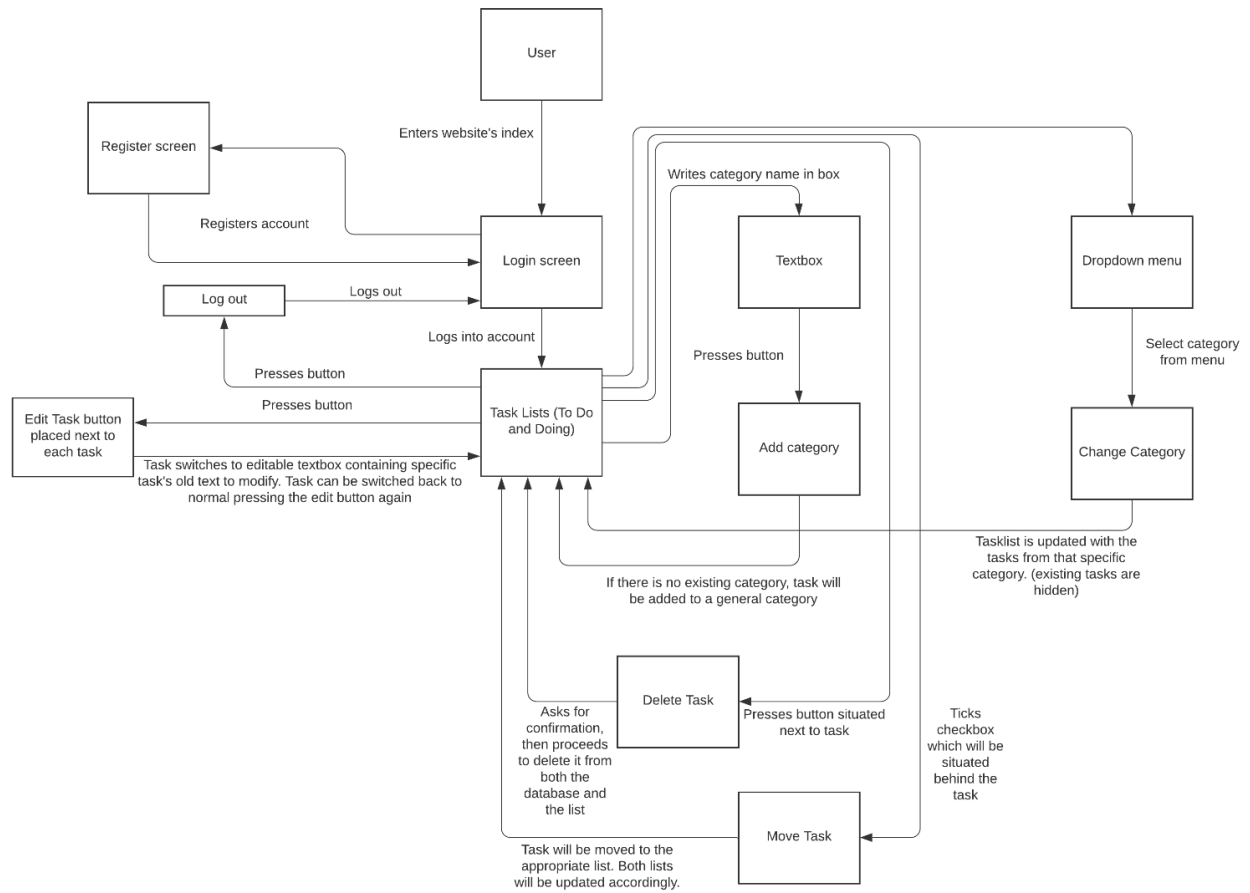 User
Enters website's index
Register screen
Writes category name in box
Registers account
Login screen
Textbox
Dropdown menu
Log out
Logs out
Logs into account
Presses button
Select category
from menu
Presses button
Presses button
Edit Task button
placed next to
each task
Task Lists (To Do
and Doing)
Add category
Change Category
Task switches to editable textbox containing specific
task's old text to modify. Task can be switched back to
normal pressing the edit button again
Tasklist is updated with the
tasks from that specific
category. (existing tasks are
hidden)
If there is no existing category, task will
be added to a general category
Delete Task
Asks for
confirmation,
then proceeds
to delete it from
both the
database and
the list
Presses button situated
next to task
Ticks
checkbox
which will be
situated
behind the
task
Move Task
Task will be moved to the
appropriate list. Both lists
will be updated accordingly.